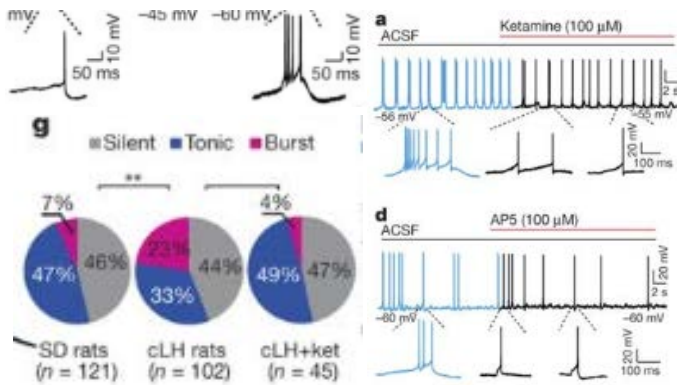 −45 mV
−60 mV
10 mV
50 ms
10 mV
50 ms
g
Silent Tonic Burst
**
7%
46%
47%
23%
44%
33%
4%
47%
49%
SD rats
(n = 121)
cLH rats
(n = 102)
cLH+ket
(n = 45)
a
Ketamine (100 μM)
ACSF
2 s
−56 mV
−55 mV
20 mV
100 ms
d
AP5 (100 μM)
ACSF
20 mV
2 s
−60 mV
−60 mV
20 mV
100 ms